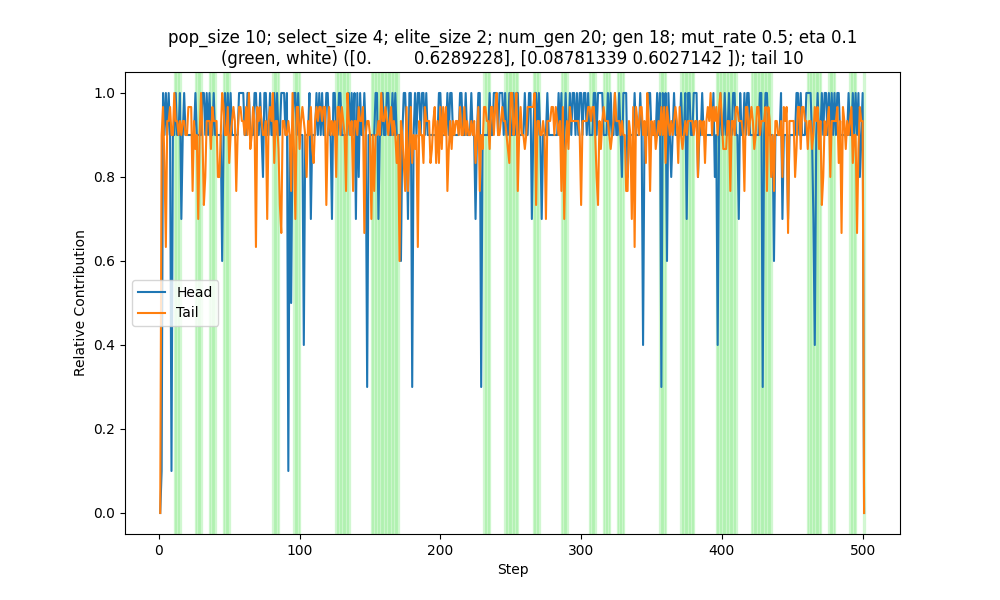 pop_size 10; select_size 4; elite_size 2; num_gen 20; gen 18; mut_rate 0.5; eta 0.1
(green, white) ([0. 0.6289228], [0.08781339 0.6027142 ]); tail 10
1.0
0.8
0.6
0.4
0.2
0.0
Relative Contribution
Head
Tail
0 100 200 300 400 500
Step